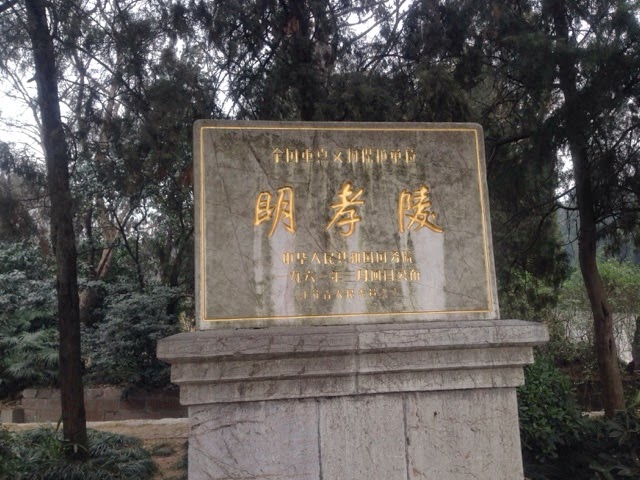 全国重点文物保护单位
明孝陵
中华人民共和国国务院
一九六一年三月四日公布